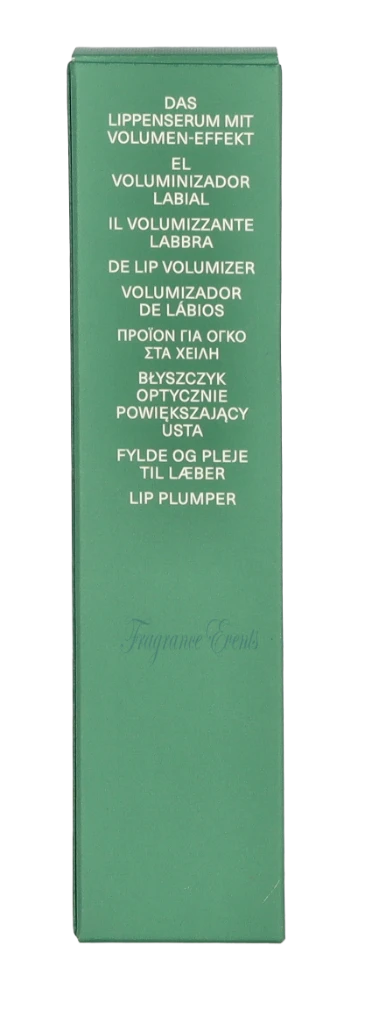 DAS
LIPPENSERUM MIT
VOLUMEN-EFFEKT
EL
VOLUMINIZADOR
LABIAL
IL VOLUMIZZANTE
LABBRA
DE LIP VOLUMIZER
VOLUMIZADOR
DE LÁBIOS
ΠΡΟΪΟΝ ΓΙΑ ΟΓΚΟ
ΣΤΑ ΧΕΙΛΗ
BŁYSZCZYK
OPTYCZNIE
POWIĘKSZAJĄCY
USTA
FYLDE OG PLEJE
TIL LÆBER
LIP PLUMPER
Fragrance Events